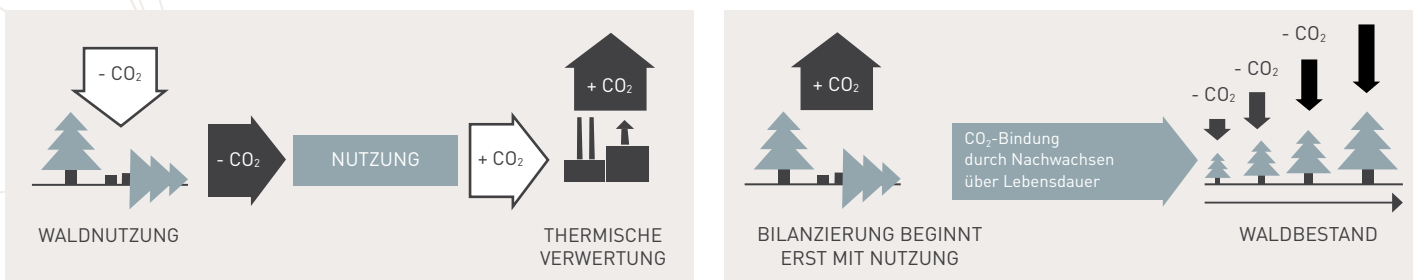 - CO₂
- CO₂
NUTZUNG
+ CO₂
+ CO₂
WALDNUTZUNG
THERMISCHE
VERWERTUNG
+ CO₂
CO₂-Bindung
durch Nachwachsen
über Lebensdauer
- CO₂
- CO₂
- CO₂
BILANZIERUNG BEGINNT
ERST MIT NUTZUNG
WALDBESTAND